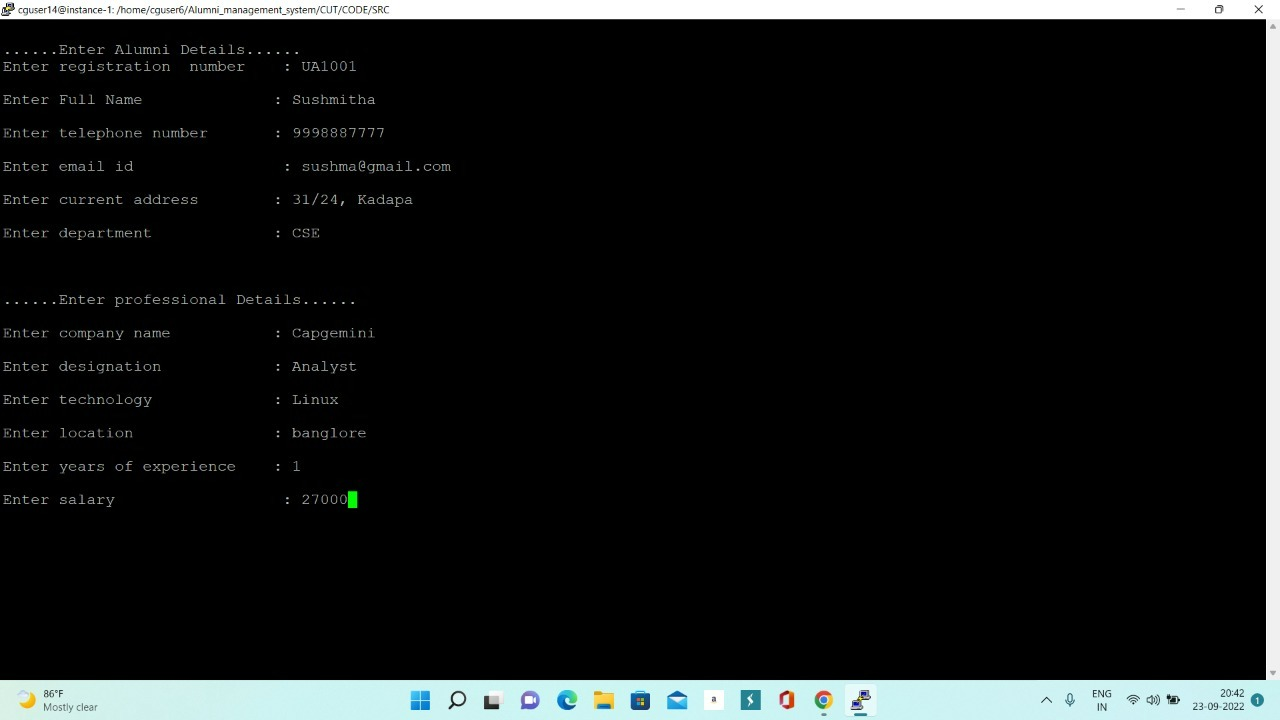 cguser14@instance-1: /home/cguser6/Alumni_management_system/CUT/CODE/SRC
......Enter Alumni Details......
Enter registration  number    : UA1001
Enter Full Name              : Sushmitha
Enter telephone number       : 9998887777
Enter email id                : sushma@gmail.com
Enter current address        : 31/24, Kadapa
Enter department             : CSE
......Enter professional Details......
Enter company name           : Capgemini
Enter designation            : Analyst
Enter technology             : Linux
Enter location               : banglore
Enter years of experience    : 1
Enter salary                  : 27000
86°F
Mostly clear
a
ENG
IN
20:42
23-09-2022
1